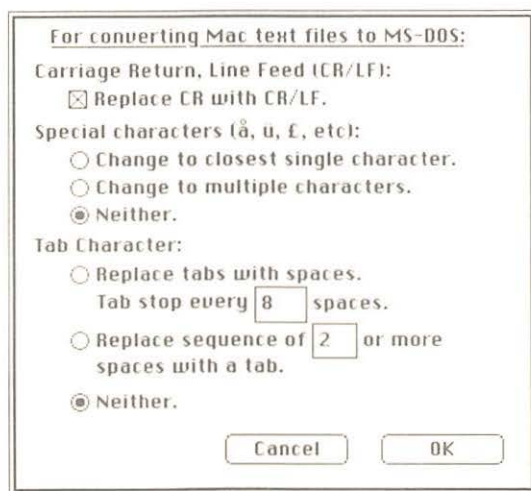 For converting Mac text files to MS-DOS:
Carriage Return, Line Feed (CR/LF):
Replace CR with CR/LF.
Special characters (å, ü, £, etc):
Change to closest single character.
Change to multiple characters.
Neither.
Tab Character:
Replace tabs with spaces.
Tab stop every 8 spaces.
Replace sequence of 2 or more
spaces with a tab.
Neither.
Cancel OK